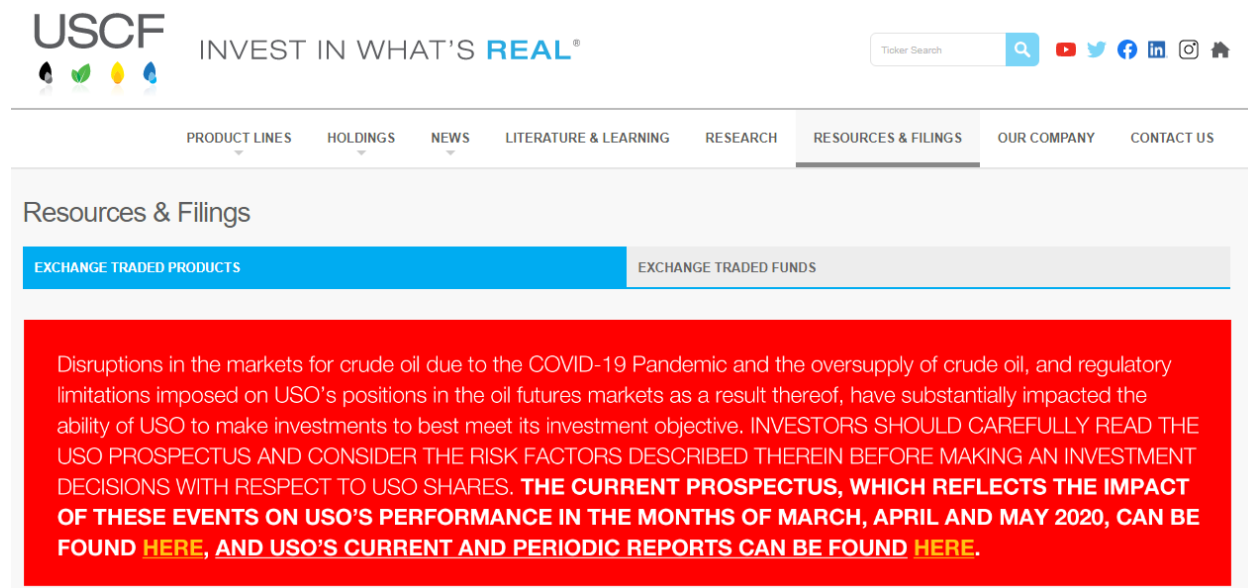 USCF
INVEST IN WHAT'S REAL®
Ticker Search
PRODUCT LINES
HOLDINGS
NEWS
LITERATURE & LEARNING
RESEARCH
RESOURCES & FILINGS
OUR COMPANY
CONTACT US
Resources & Filings
EXCHANGE TRADED PRODUCTS
EXCHANGE TRADED FUNDS
Disruptions in the markets for crude oil due to the COVID-19 Pandemic and the oversupply of crude oil, and regulatory
limitations imposed on USO's positions in the oil futures markets as a result thereof, have substantially impacted the
ability of USO to make investments to best meet its investment objective. INVESTORS SHOULD CAREFULLY READ THE
USO PROSPECTUS AND CONSIDER THE RISK FACTORS DESCRIBED THEREIN BEFORE MAKING AN INVESTMENT
DECISIONS WITH RESPECT TO USO SHARES. THE CURRENT PROSPECTUS, WHICH REFLECTS THE IMPACT
OF THESE EVENTS ON USO'S PERFORMANCE IN THE MONTHS OF MARCH, APRIL AND MAY 2020, CAN BE
FOUND HERE, AND USO'S CURRENT AND PERIODIC REPORTS CAN BE FOUND HERE.